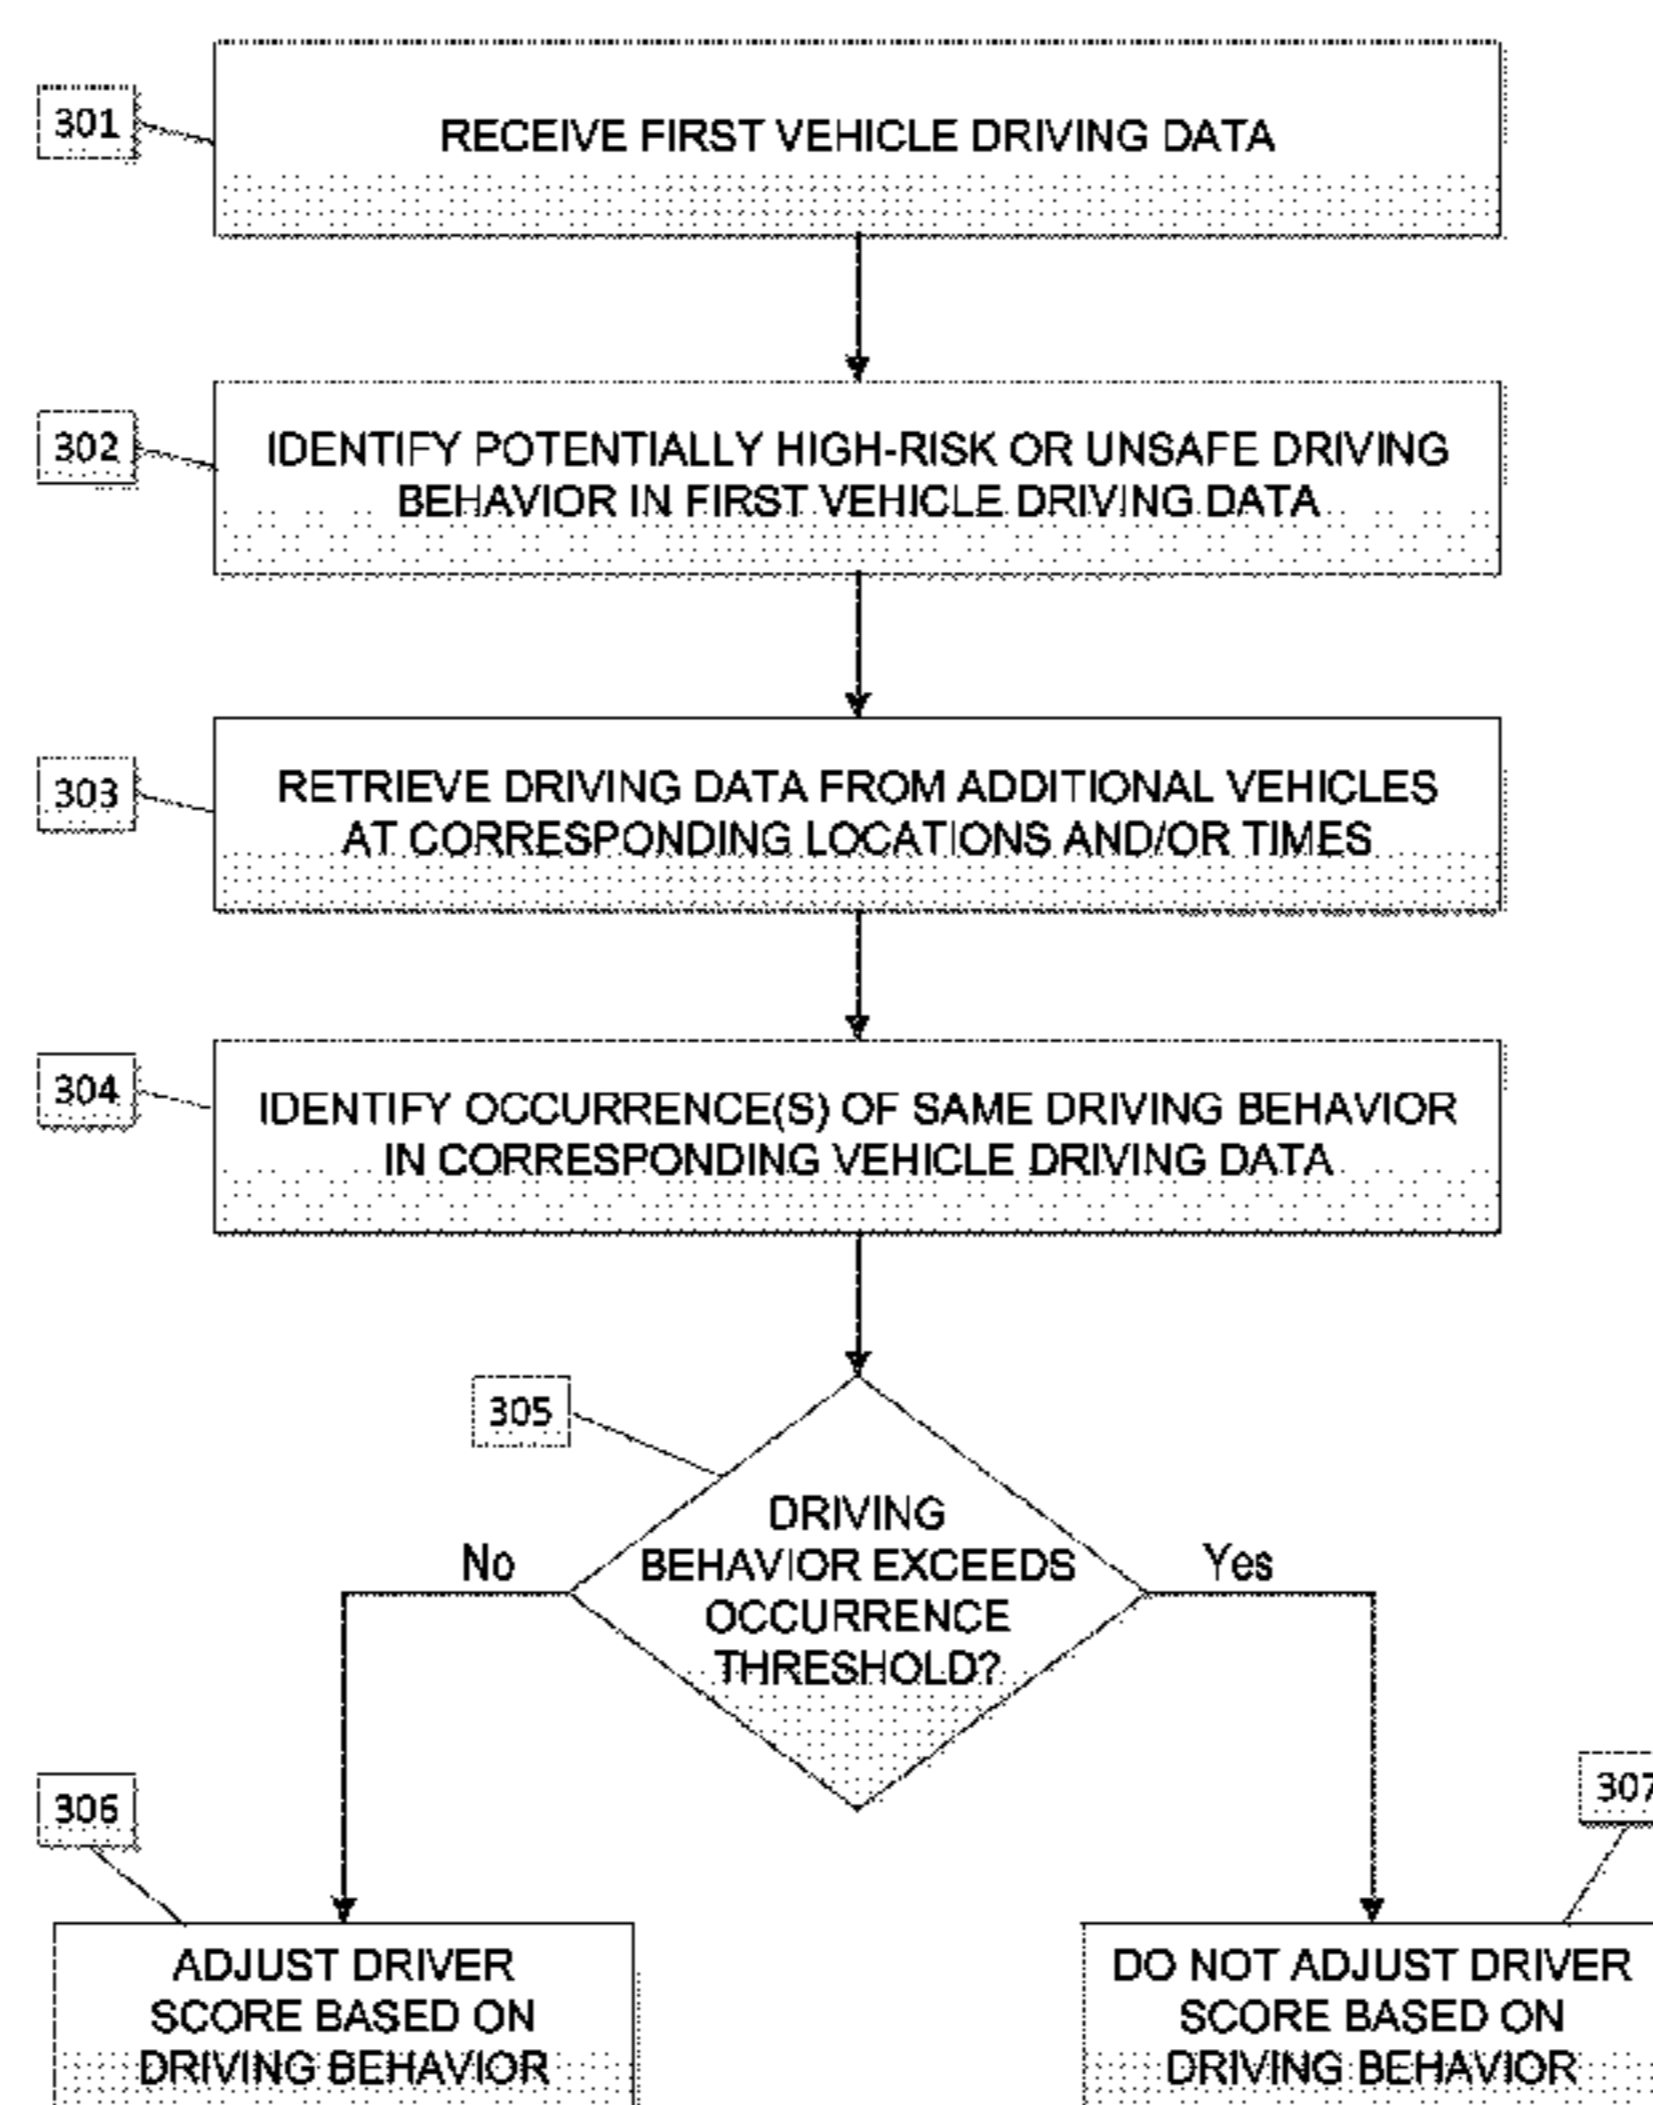 301
RECEIVE FIRST VEHICLE DRIVING DATA
302
IDENTIFY POTENTIALLY HIGH-RISK OR UNSAFE DRIVING
BEHAVIOR IN FIRST VEHICLE DRIVING DATA
303
RETRIEVE DRIVING DATA FROM ADDITIONAL VEHICLES
AT CORRESPONDING LOCATIONS AND/OR TIMES
304
IDENTIFY OCCURRENCE(S) OF SAME DRIVING BEHAVIOR
IN CORRESPONDING VEHICLE DRIVING DATA
305
DRIVING
BEHAVIOR EXCEEDS
OCCURRENCE
THRESHOLD?
No
Yes
306
ADJUST DRIVER
SCORE BASED ON
DRIVING BEHAVIOR
307
DO NOT ADJUST DRIVER
SCORE BASED ON
DRIVING BEHAVIOR